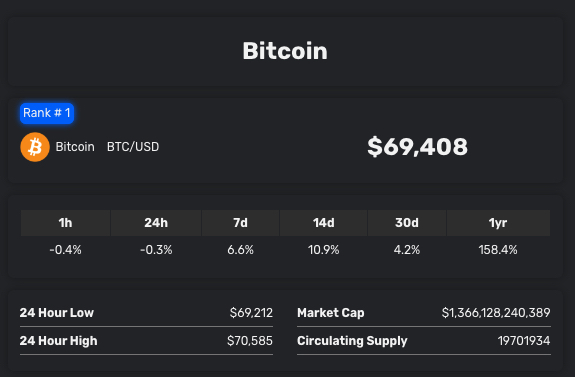 Bitcoin
Rank # 1
Bitcoin BTC/USD $69,408
1h 24h 7d 14d 30d 1yr
-0.4% -0.3% 6.6% 10.9% 4.2% 158.4%
24 Hour Low $69,212 Market Cap $1,366,128,240,389
24 Hour High $70,585 Circulating Supply 19701934